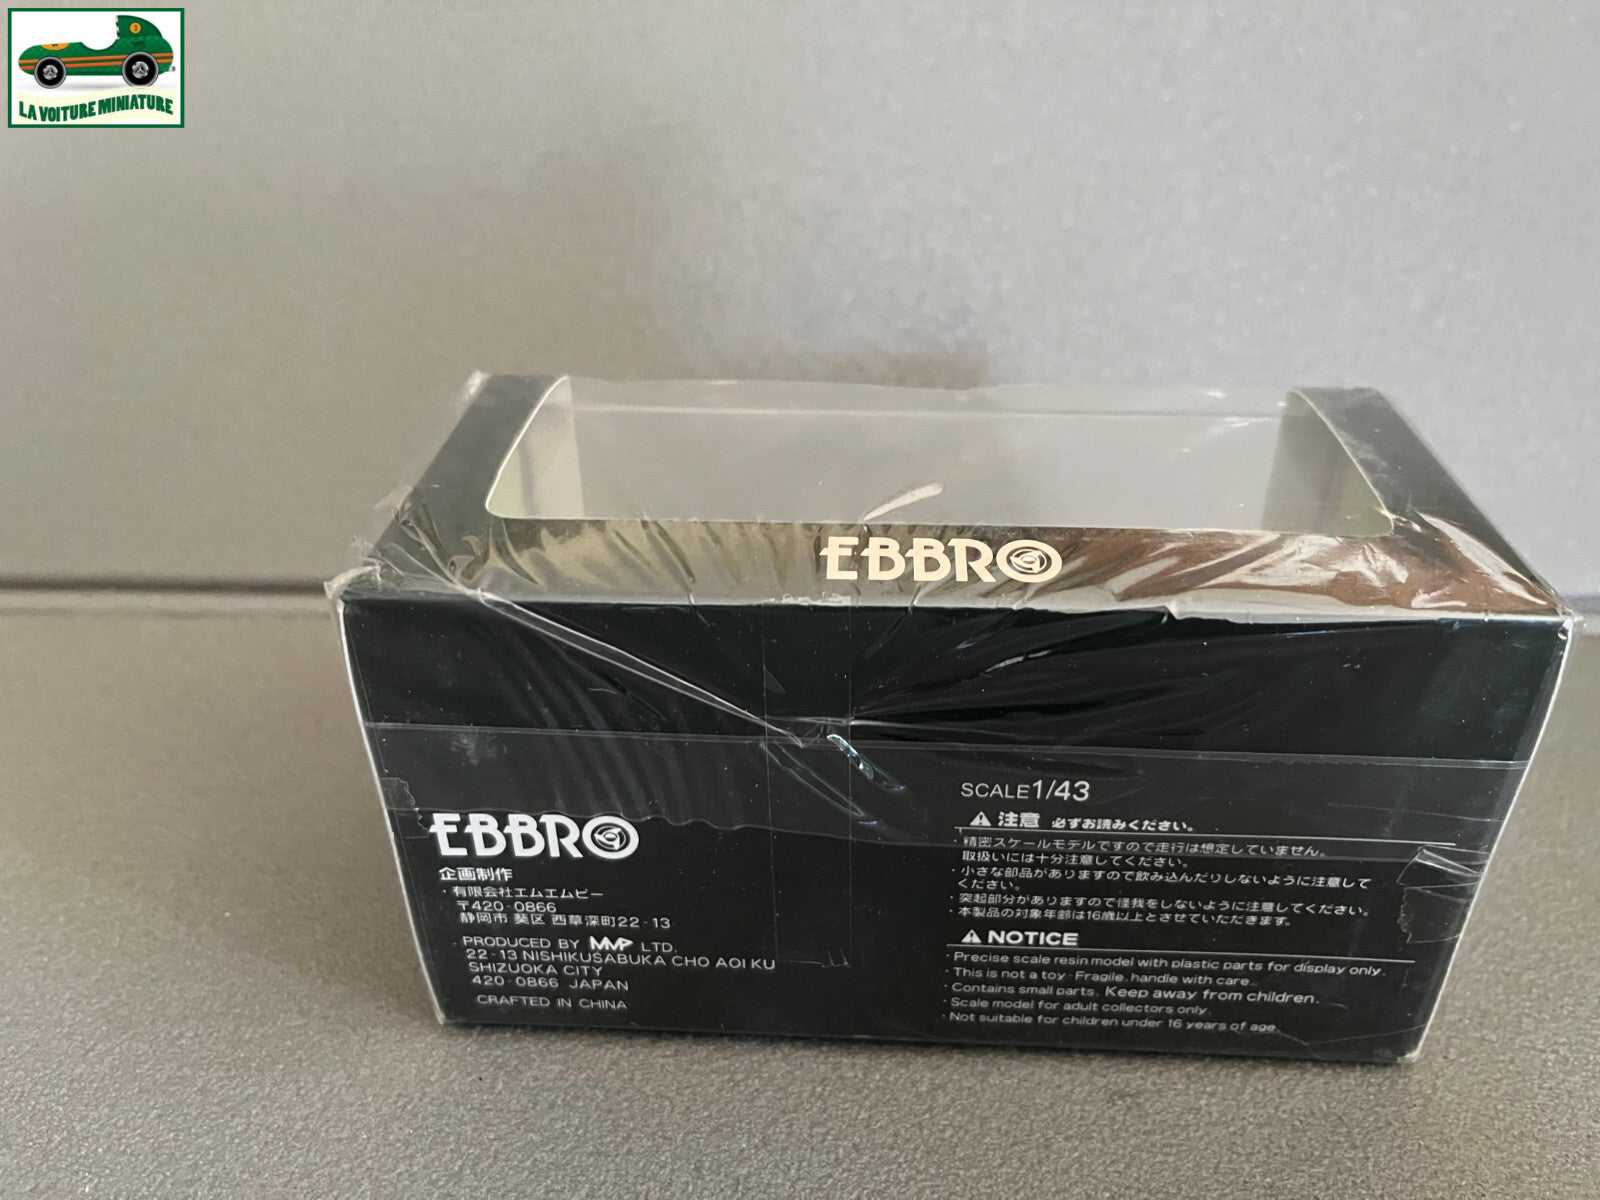 LA VOITURE MINIATURE
EBBRO
EBBRO
企画制作
・有限会社エムエムピー
〒420-0866
静岡市 葵区 西草深町22-13
PRODUCED BY MMP LTD.
22-13 NISHIKUSABUKA CHO AOI KU
SHIZUOKA CITY
420-0866 JAPAN
CRAFTED IN CHINA
SCALE1/43
⚠ 注意 必ずお読みください。
・精密スケールモデルですので走行は想定していません。
取扱いには十分注意してください。
・小さな部品がありますので飲み込んだりしないように注意して
ください。
・突起部分がありますので怪我をしないように注意してください。
・本製品の対象年齢は16歳以上とさせていただきます。
⚠ NOTICE
・Precise scale resin model with plastic parts for display only.
・This is not a toy - Fragile, handle with care.
・Contains small parts. Keep away from children.
・Scale model for adult collectors only.
・Not suitable for children under 16 years of age.